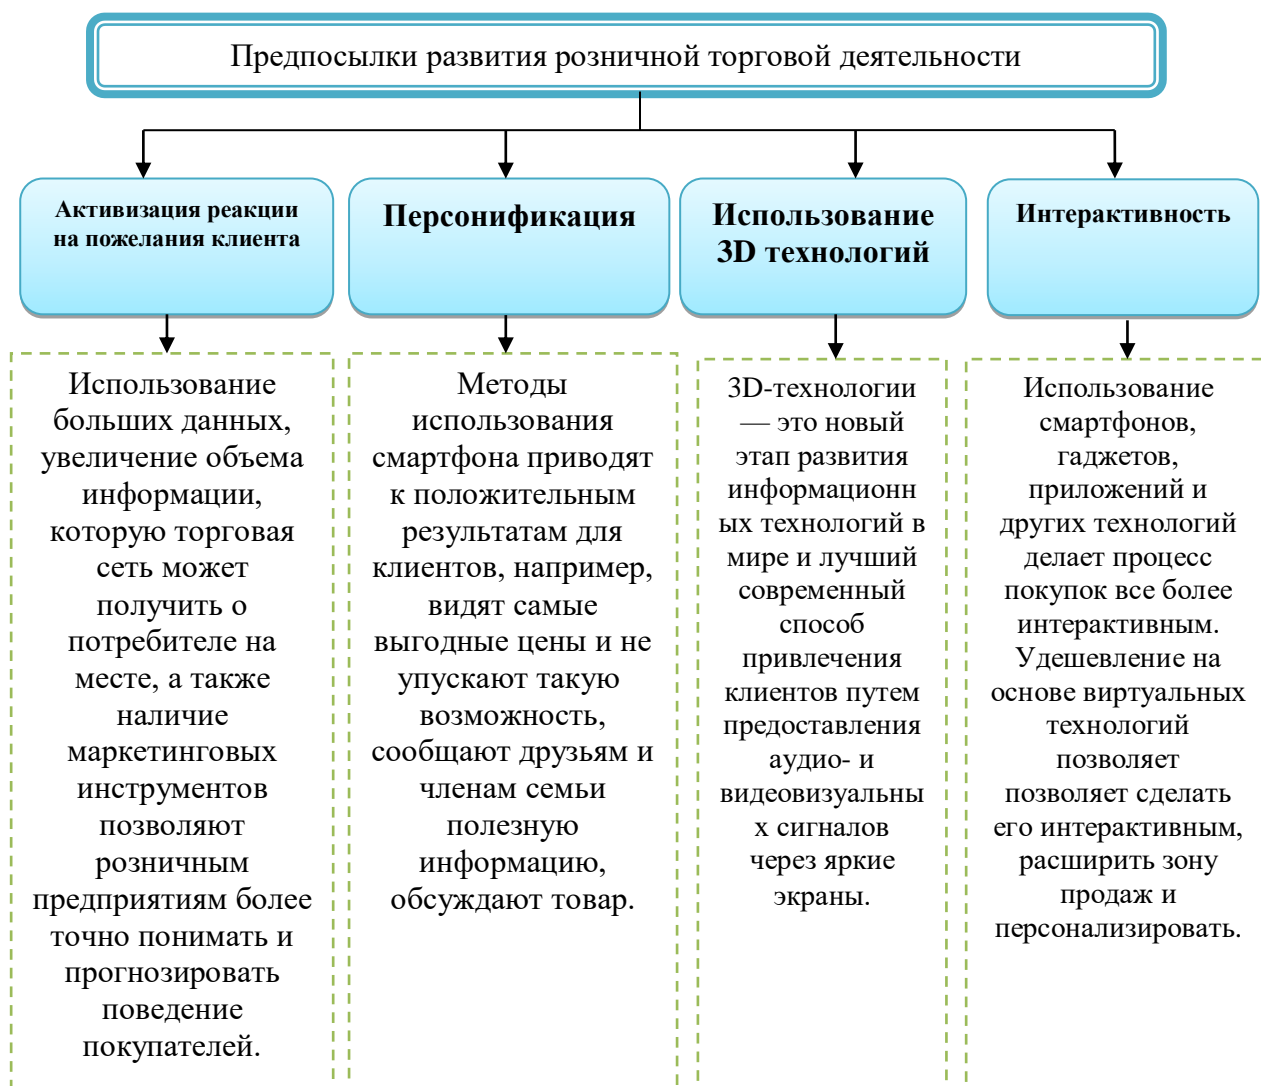 Предпосылки развития розничной торговой деятельности
Активизация реакции
на пожелания клиента
Персонификация
Использование
3D технологий
Интерактивность
Использование
больших данных,
увеличение объема
информации,
которую торговая
сеть может
получить о
потребителе на
месте, а также
наличие
маркетинговых
инструментов
позволяют
розничным
предприятиям более
точно понимать и
прогнозировать
поведение
покупателей.
Методы
использования
смартфона приводят
к положительным
результатам для
клиентов, например,
видят самые
выгодные цены и не
упускают такую
возможность,
сообщают друзьям и
членам семьи
полезную
информацию,
обсуждают товар.
3D-технологии
— это новый
этап развития
информационн
ых технологий в
мире и лучший
современный
способ
привлечения
клиентов путем
предоставления
аудио- и
видеовизуальны
х сигналов
через яркие
экраны.
Использование
смартфонов,
гаджетов,
приложений и
других технологий
делает процесс
покупок все более
интерактивным.
Удешевление на
основе виртуальных
технологий
позволяет
позволяет сделать
его интерактивным,
расширить зону
продаж и
персонализировать.